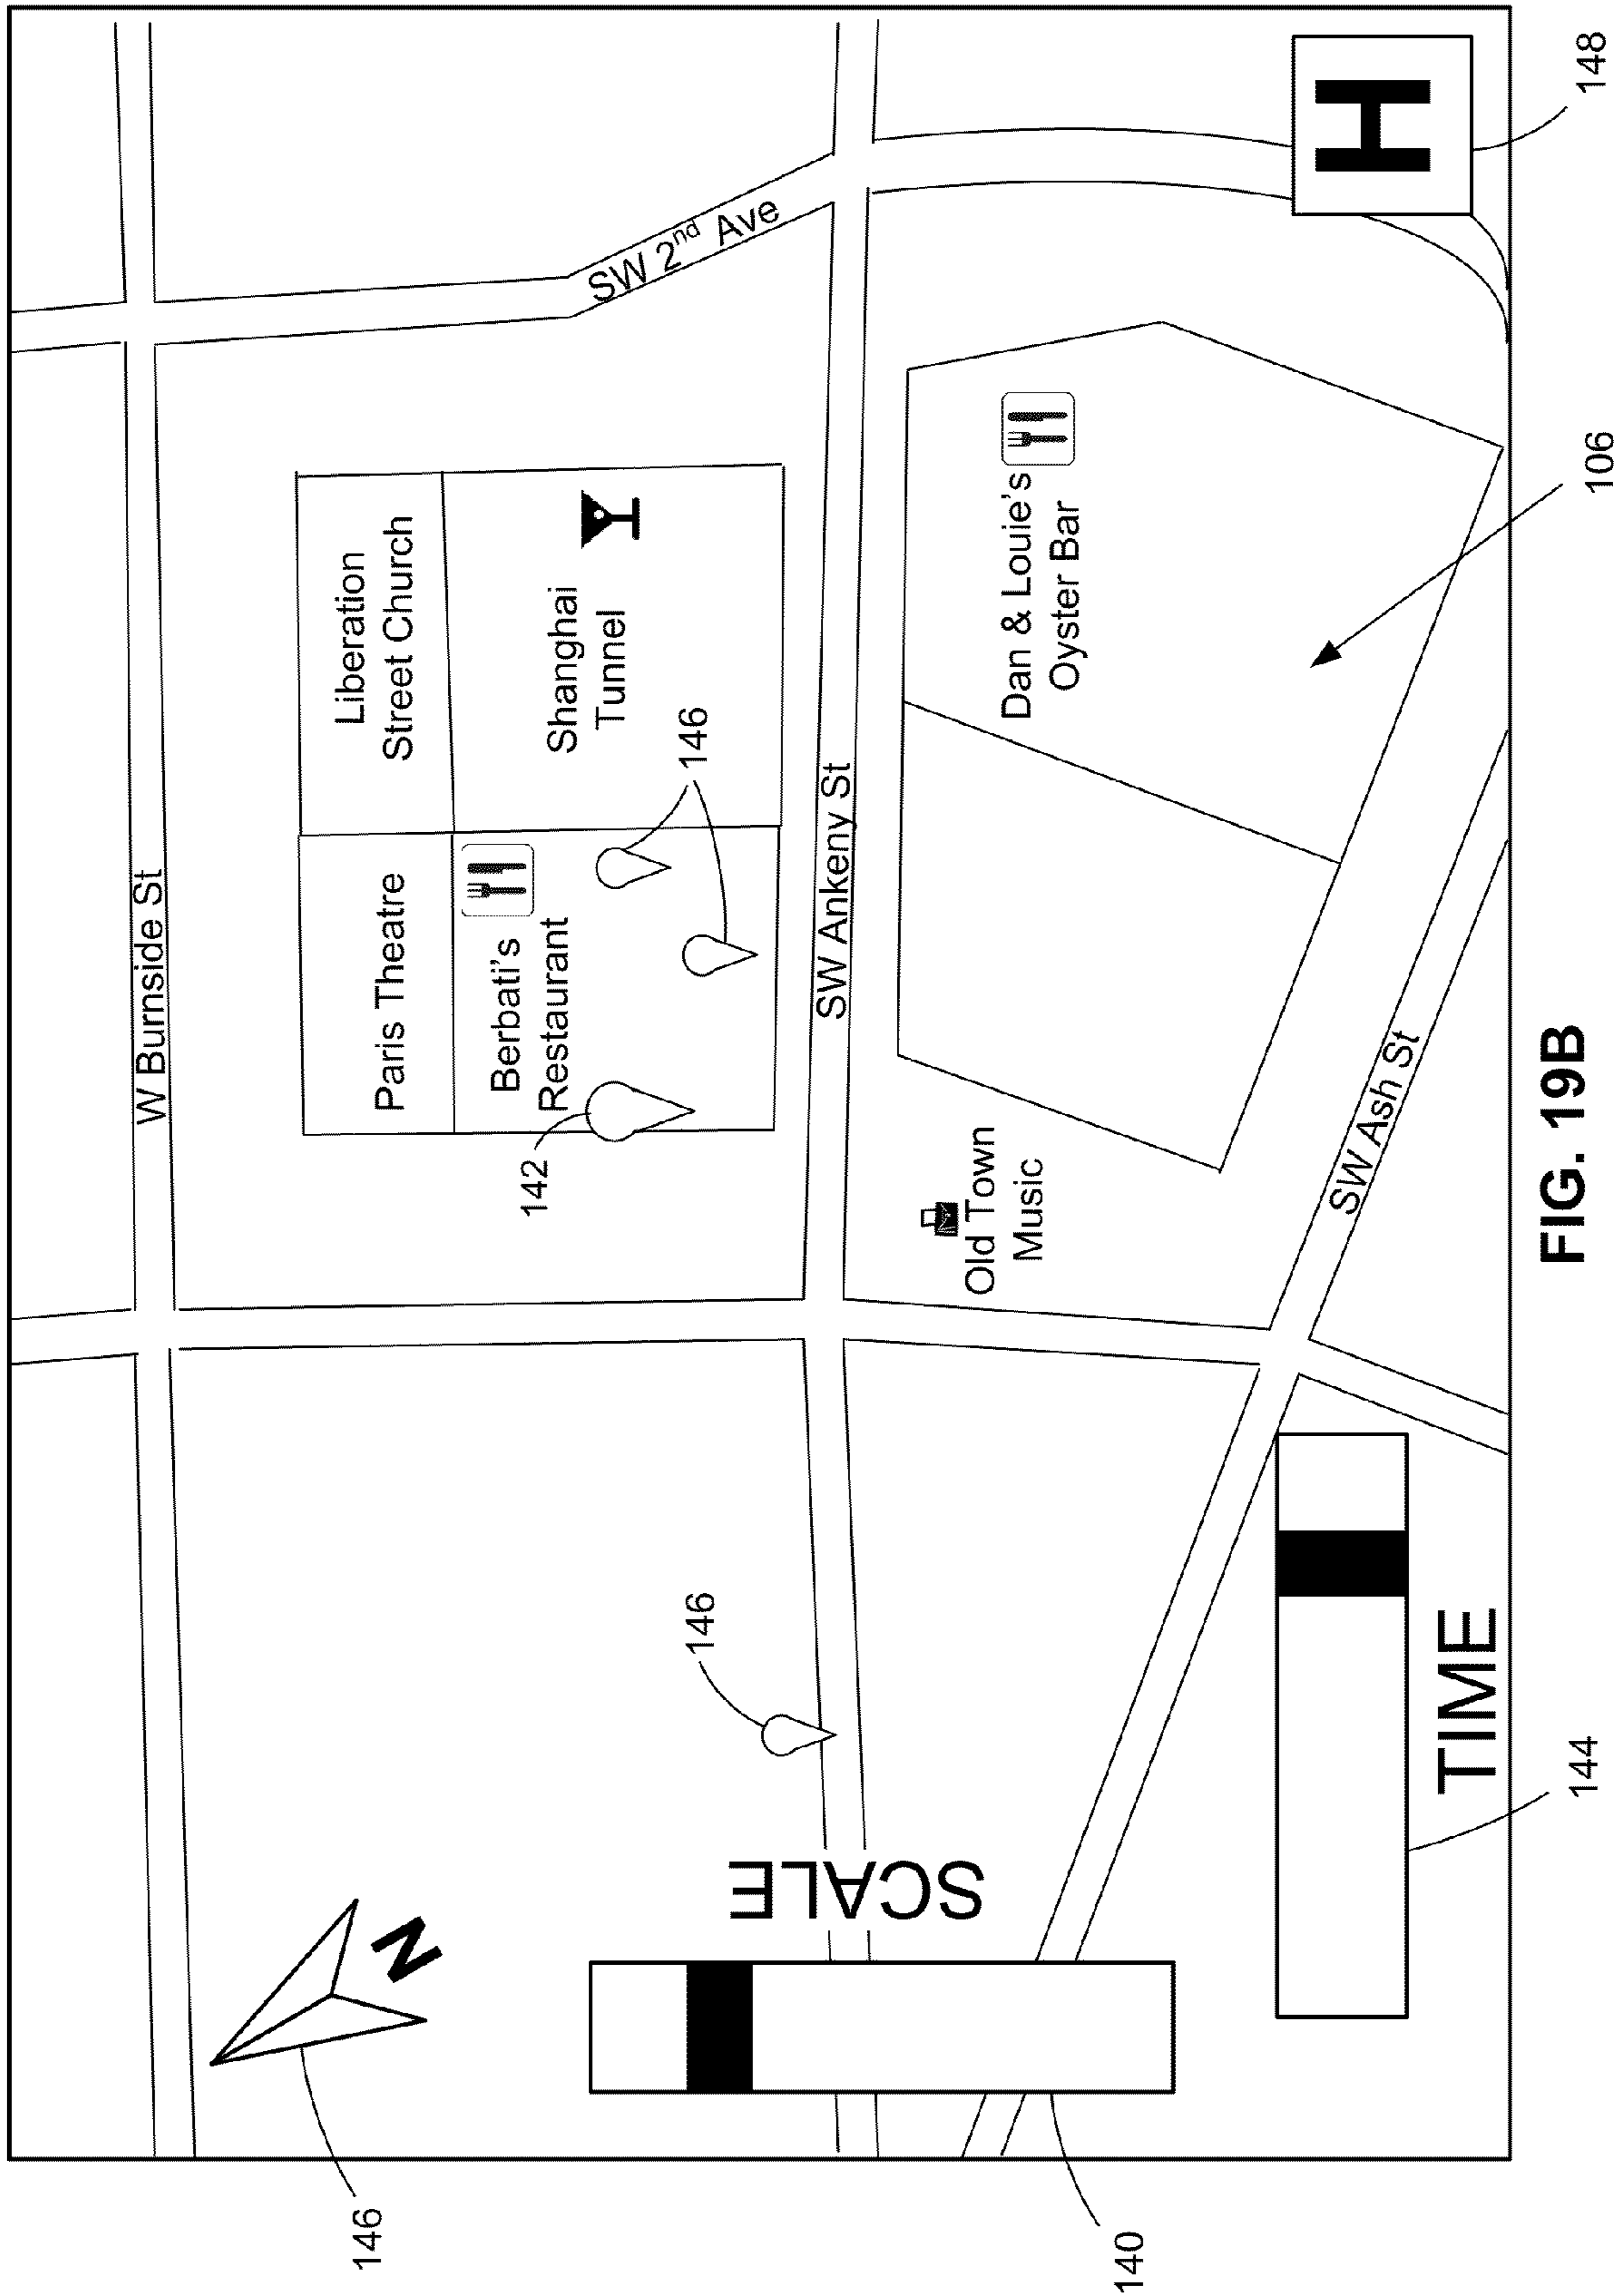 W Burnside St
SW 2nd Ave
Paris Theatre
Liberation
Street Church
Berbati's
Restaurant
Shanghai
Tunnel
142
146
146
146
SW Ankeny St
SCALE
N
140
Old Town
Music
Dan & Louie's
Oyster Bar
SW Ash St
H
TIME
144
106
148
FIG. 19B